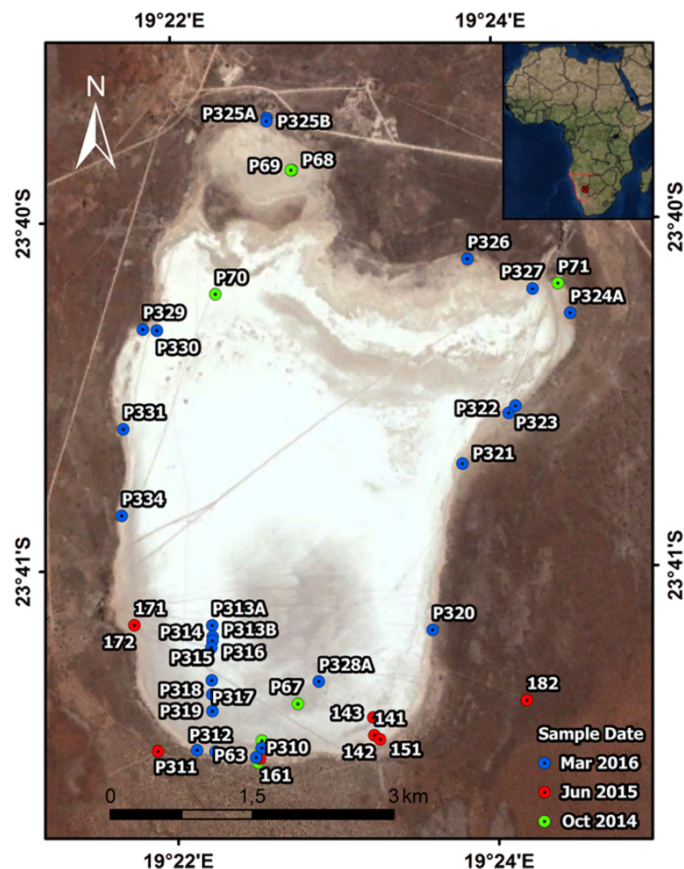 19°22'E 19°24'E
N
P325A P325B
P69 P68
23°40'S 23°40'S
P326
P70 P327 P71
P324A
P329
P330
P331 P322 P323
P321
P334
23°41'S 23°41'S
171 P313A P320
172 P314 P313B
P315 P316
P318 P317 P328A 182
P319 P67 143 141
Sample Date
P312 P63 P310 142 151
P311 161
Mar 2016
0 1,5 3 km
Jun 2015
Oct 2014
19°22'E 19°24'E